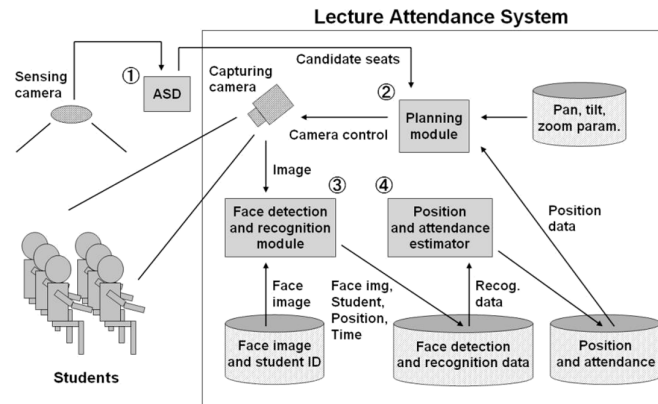 Lecture Attendance System
Sensing
camera
①
ASD
Capturing
camera
Candidate seats
②
Planning
module
Camera control
Pan, tilt,
zoom param.
Image
③
Face detection
and recognition
module
④
Position
and attendance
estimator
Position
data
Face
image
Face img,
Student,
Position,
Time
Recog.
data
Face image
and student ID
Face detection
and recognition data
Position
and attendance
Students